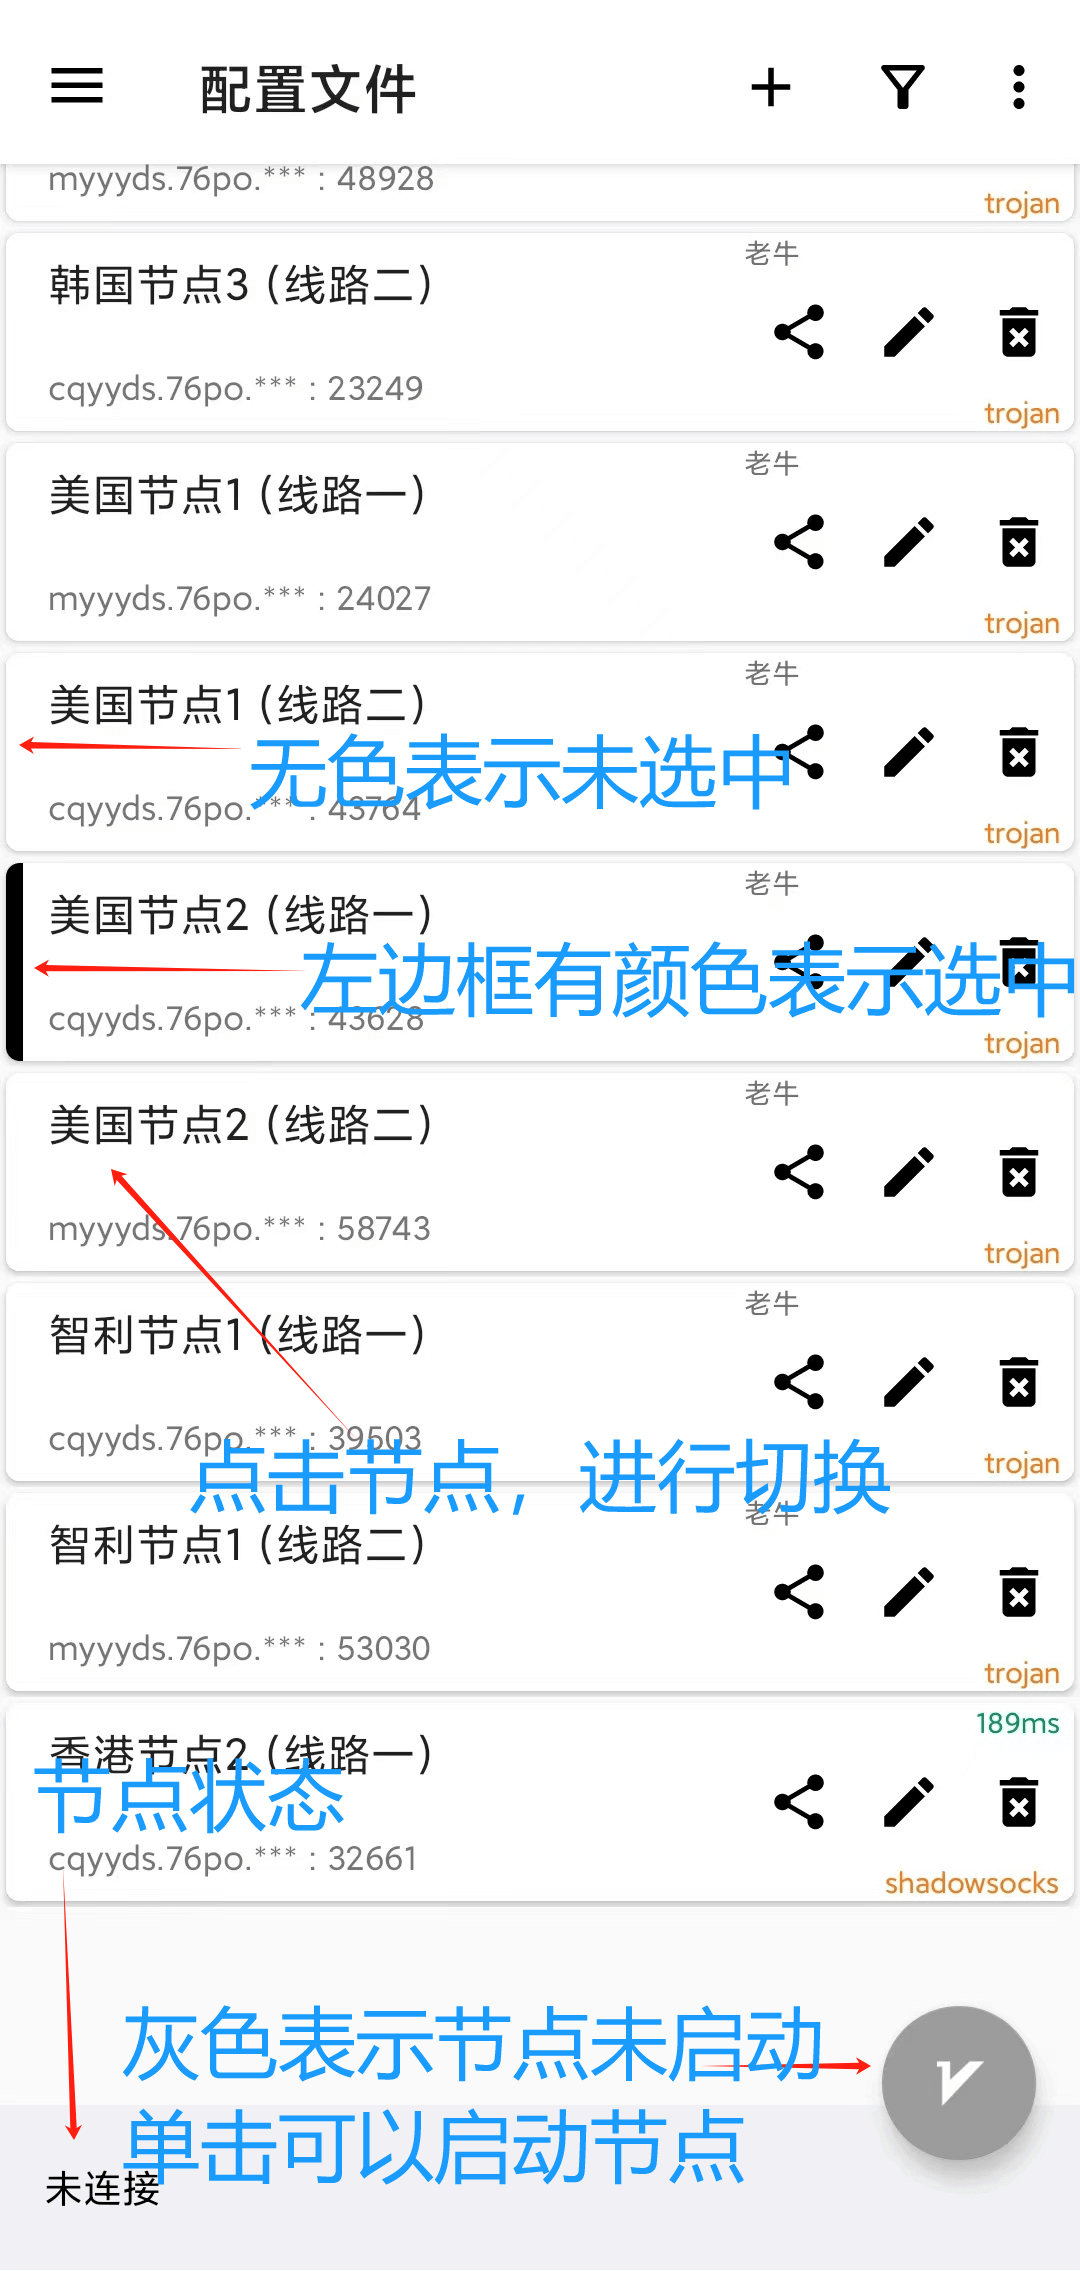 配置文件
myyyds.76po.*** : 48928
trojan
老牛
韩国节点3 (线路二)
cqyyds.76po.*** : 23249
trojan
老牛
美国节点1 (线路一)
myyyds.76po.*** : 24027
trojan
老牛
美国节点1 (线路二)
无色表示未选中
cqyyds.76po.*** : 43764
trojan
老牛
美国节点2 (线路一)
左边框有颜色表示选中
cqyyds.76po.*** : 43628
trojan
老牛
美国节点2 (线路二)
myyyds.76po.*** : 58743
trojan
老牛
智利节点1 (线路一)
cqyyds.76po.*** : 39503
trojan
点击节点，进行切换
老牛
智利节点1 (线路二)
myyyds.76po.*** : 53030
trojan
189ms
香港节点2 (线路一)
节点状态
cqyyds.76po.*** : 32661
shadowsocks
灰色表示节点未启动
单击可以启动节点
未连接